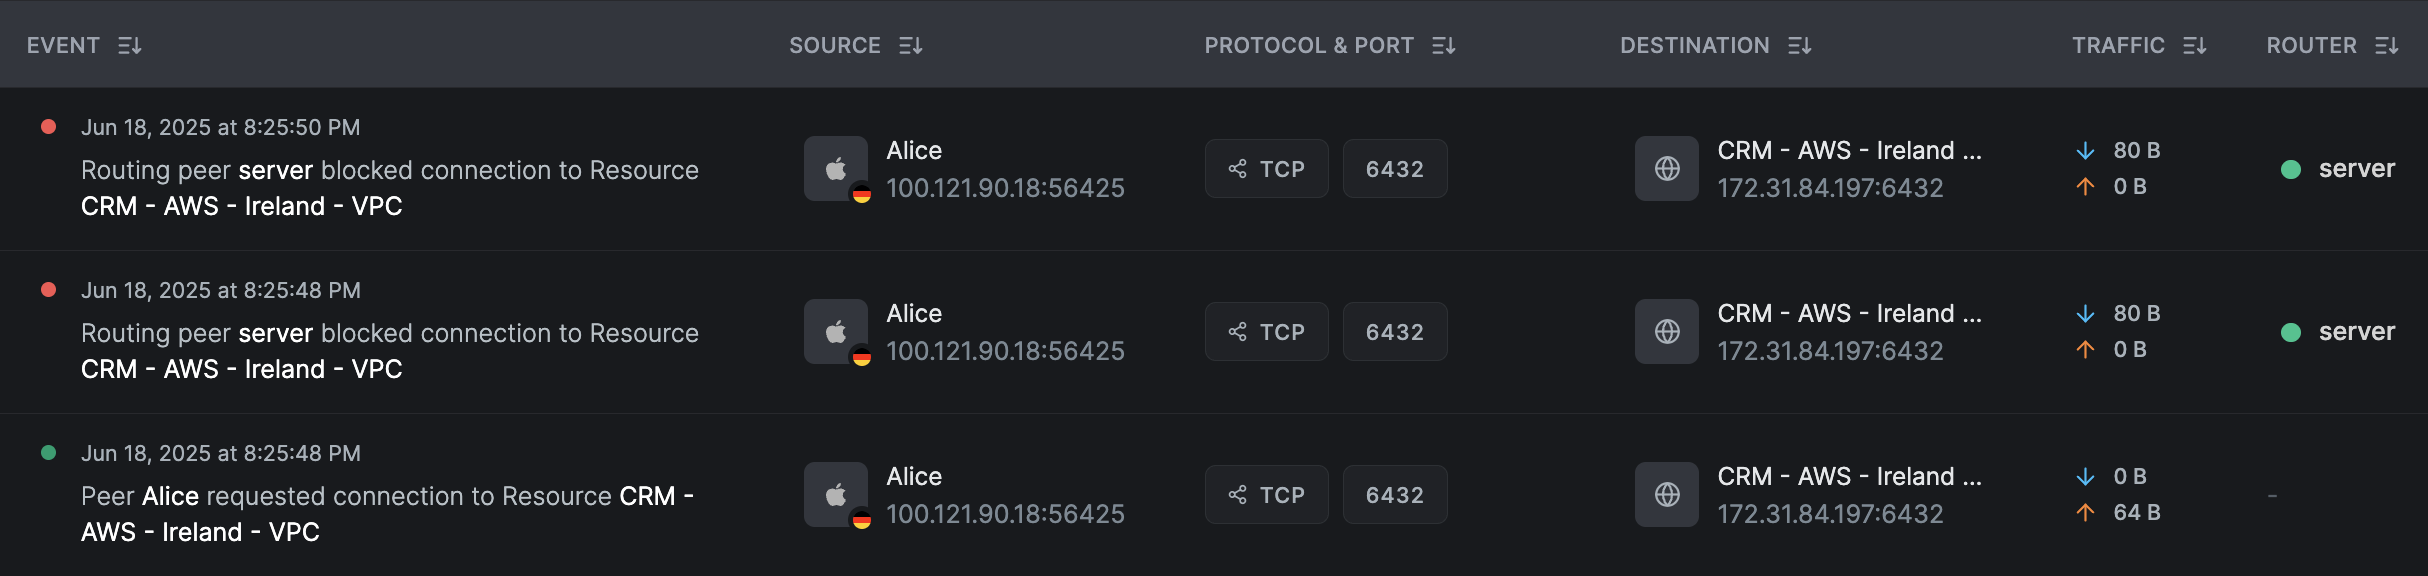 EVENT SOURCE PROTOCOL & PORT DESTINATION TRAFFIC ROUTER
Jun 18, 2025 at 8:25:50 PM
Routing peer server blocked connection to Resource
CRM - AWS - Ireland - VPC
Alice
100.121.90.18:56425
TCP 6432
CRM - AWS - Ireland ...
172.31.84.197:6432
80 B
0 B
server
Jun 18, 2025 at 8:25:48 PM
Routing peer server blocked connection to Resource
CRM - AWS - Ireland - VPC
Alice
100.121.90.18:56425
TCP 6432
CRM - AWS - Ireland ...
172.31.84.197:6432
80 B
0 B
server
Jun 18, 2025 at 8:25:48 PM
Peer Alice requested connection to Resource CRM -
AWS - Ireland - VPC
Alice
100.121.90.18:56425
TCP 6432
CRM - AWS - Ireland ...
172.31.84.197:6432
0 B
64 B
-